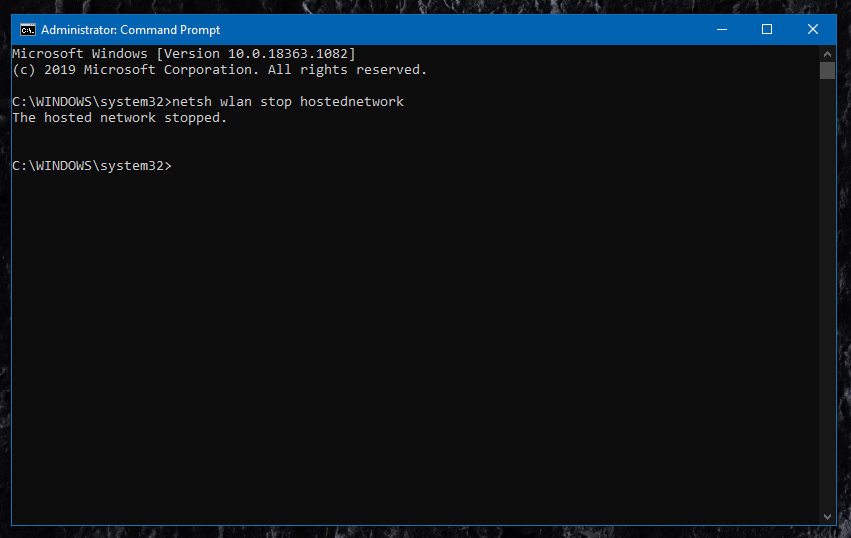 Administrator: Command Prompt
Microsoft Windows [Version 10.0.18363.1082]
(c) 2019 Microsoft Corporation. All rights reserved.
C:\WINDOWS\system32>netsh wlan stop hostednetwork
The hosted network stopped.
C:\WINDOWS\system32>